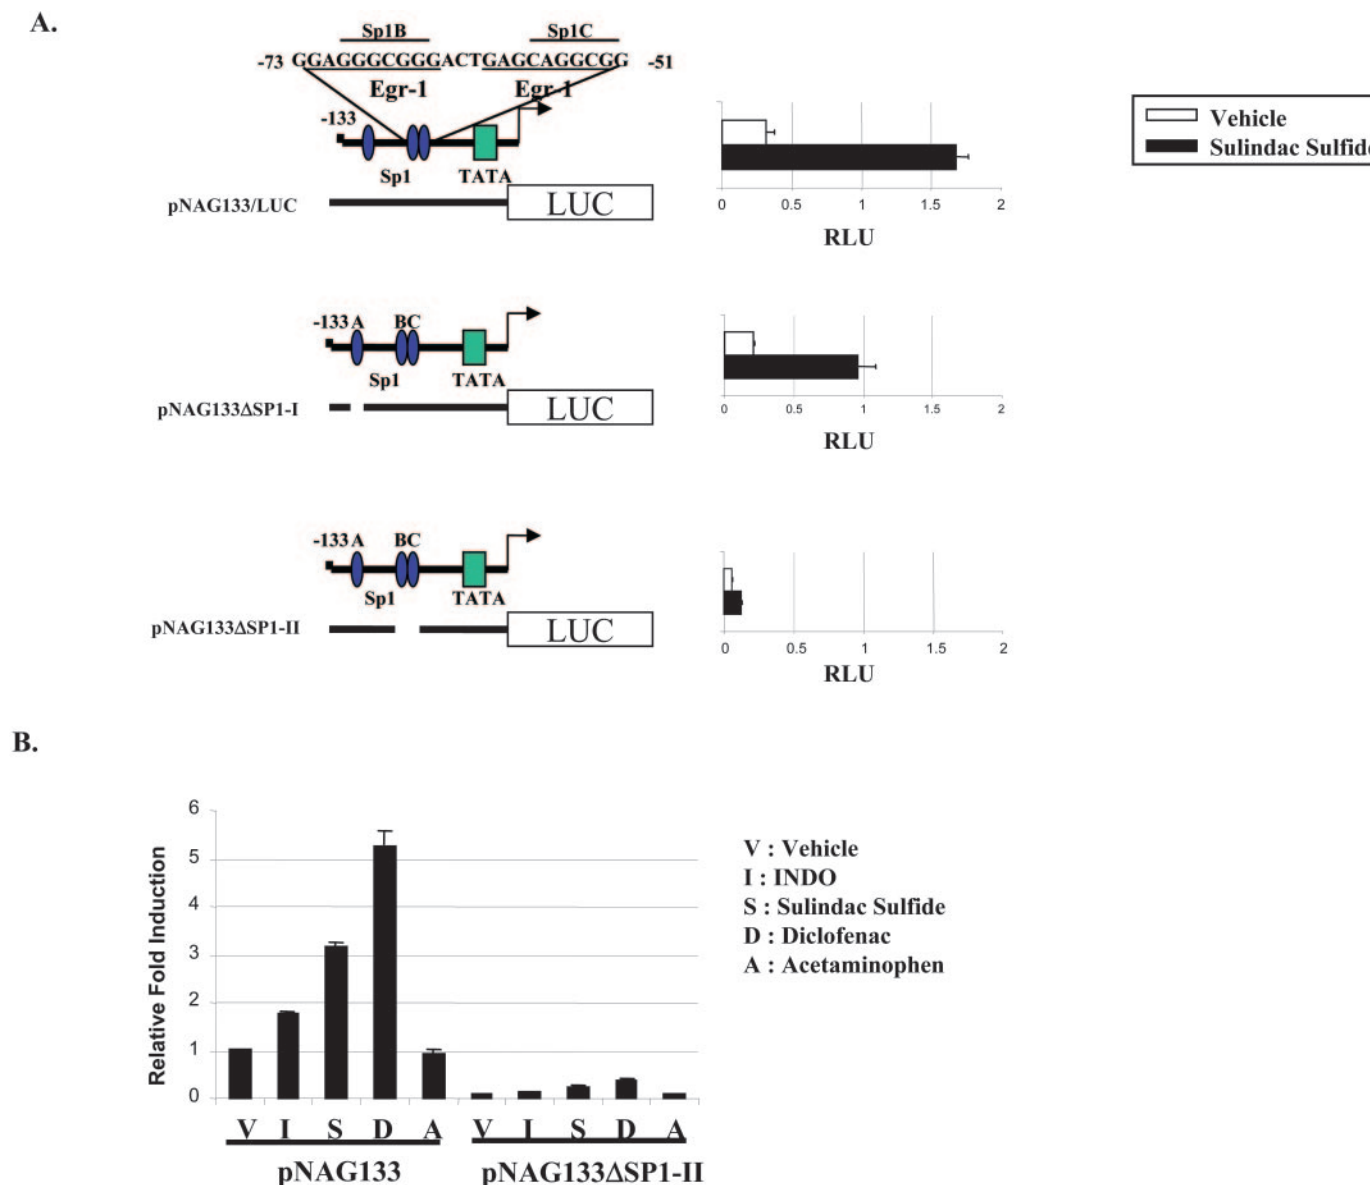 A.
Sp1B Sp1C
-73 GGAGGGCGGGACTGAGCAGGCGG -51
Egr-1 Egr-1
-133
Sp1 TATA
pNAG133/LUC LUC
0 0.5 1 1.5 2
RLU
Vehicle
Sulindac Sulfide
-133 A BC
Sp1 TATA
pNAG133ΔSP1-I LUC
0 0.5 1 1.5 2
RLU
-133 A BC
Sp1 TATA
pNAG133ΔSP1-II LUC
0 0.5 1 1.5 2
RLU
B.
Relative Fold Induction
6
5
4
3
2
1
0
V I S D A V I S D A
pNAG133 pNAG133ΔSP1-II
V : Vehicle
I : INDO
S : Sulindac Sulfide
D : Diclofenac
A : Acetaminophen